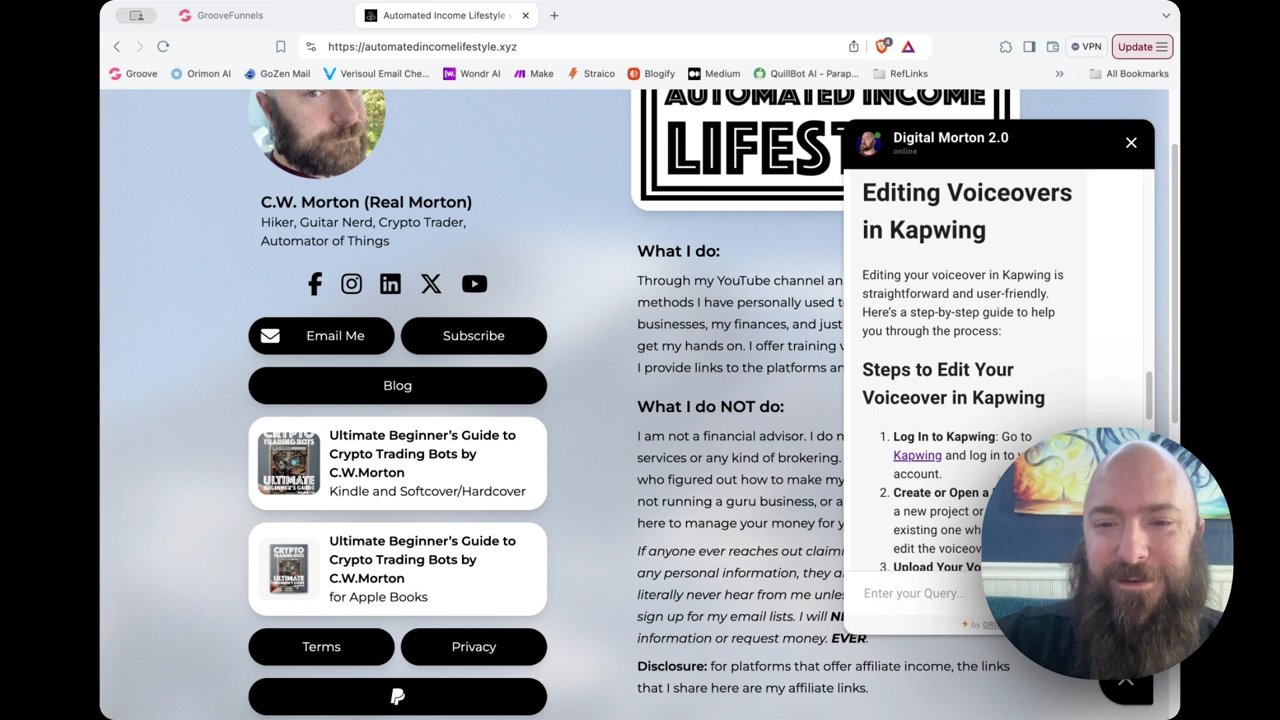 GrooveFunnels
Automated Income Lifestyle
https://automatedincomelifestyle.xyz
4
VPN
Update
Groove
Orimon AI
GoZen Mail
Verisoul Email Che...
Wondr AI
Make
Straico
Blogify
Medium
QuillBot AI - Parap...
RefLinks
All Bookmarks
C.W. Morton (Real Morton)
Hiker, Guitar Nerd, Crypto Trader,
Automator of Things
Email Me
Subscribe
Blog
CRYPTO
TRADING BOTS
ULTIMATE
Ultimate Beginner’s Guide to
Crypto Trading Bots by
C.W.Morton
Kindle and Softcover/Hardcover
CRYPTO
TRADING BOTS
ULTIMATE
Ultimate Beginner’s Guide to
Crypto Trading Bots by
C.W.Morton
for Apple Books
Terms
Privacy
AUTOMATED INCOME
LIFEST
What I do:
Through my YouTube channel an
methods I have personally used t
businesses, my finances, and just
get my hands on. I offer training
I provide links to the platforms an
What I do NOT do:
I am not a financial advisor. I do n
services or any kind of brokering.
who figured out how to make my
not running a guru business, or a
here to manage your money for y
If anyone ever reaches out claimi
any personal information, they a
literally never hear from me unle
sign up for my email lists. I will
information or request money. EVER.
Disclosure: for platforms that offer affiliate income, the links
that I share here are my affiliate links.
Digital Morton 2.0
online
Editing Voiceovers
in Kapwing
Editing your voiceover in Kapwing is
straightforward and user-friendly.
Here’s a step-by-step guide to help
you through the process:
Steps to Edit Your
Voiceover in Kapwing
1. Log In to Kapwing: Go to
Kapwing and log in to
account.
2. Create or Open a
a new project or
existing one wh
edit the voiceov
3. Upload Your Vo
Enter your Query...
by ORI